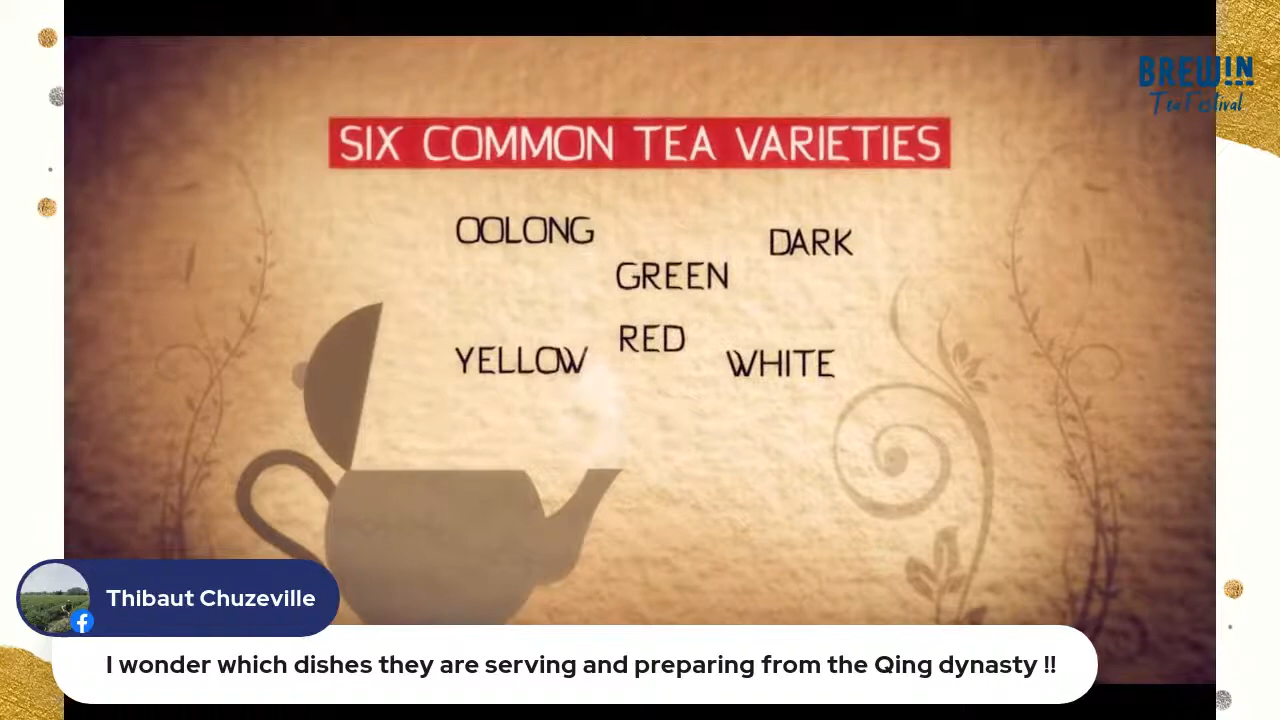 BREWIN
Tea Festival
SIX COMMON TEA VARIETIES
OOLONG
DARK
GREEN
RED
YELLOW
WHITE
Thibaut Chuzeville
I wonder which dishes they are serving and preparing from the Qing dynasty !!